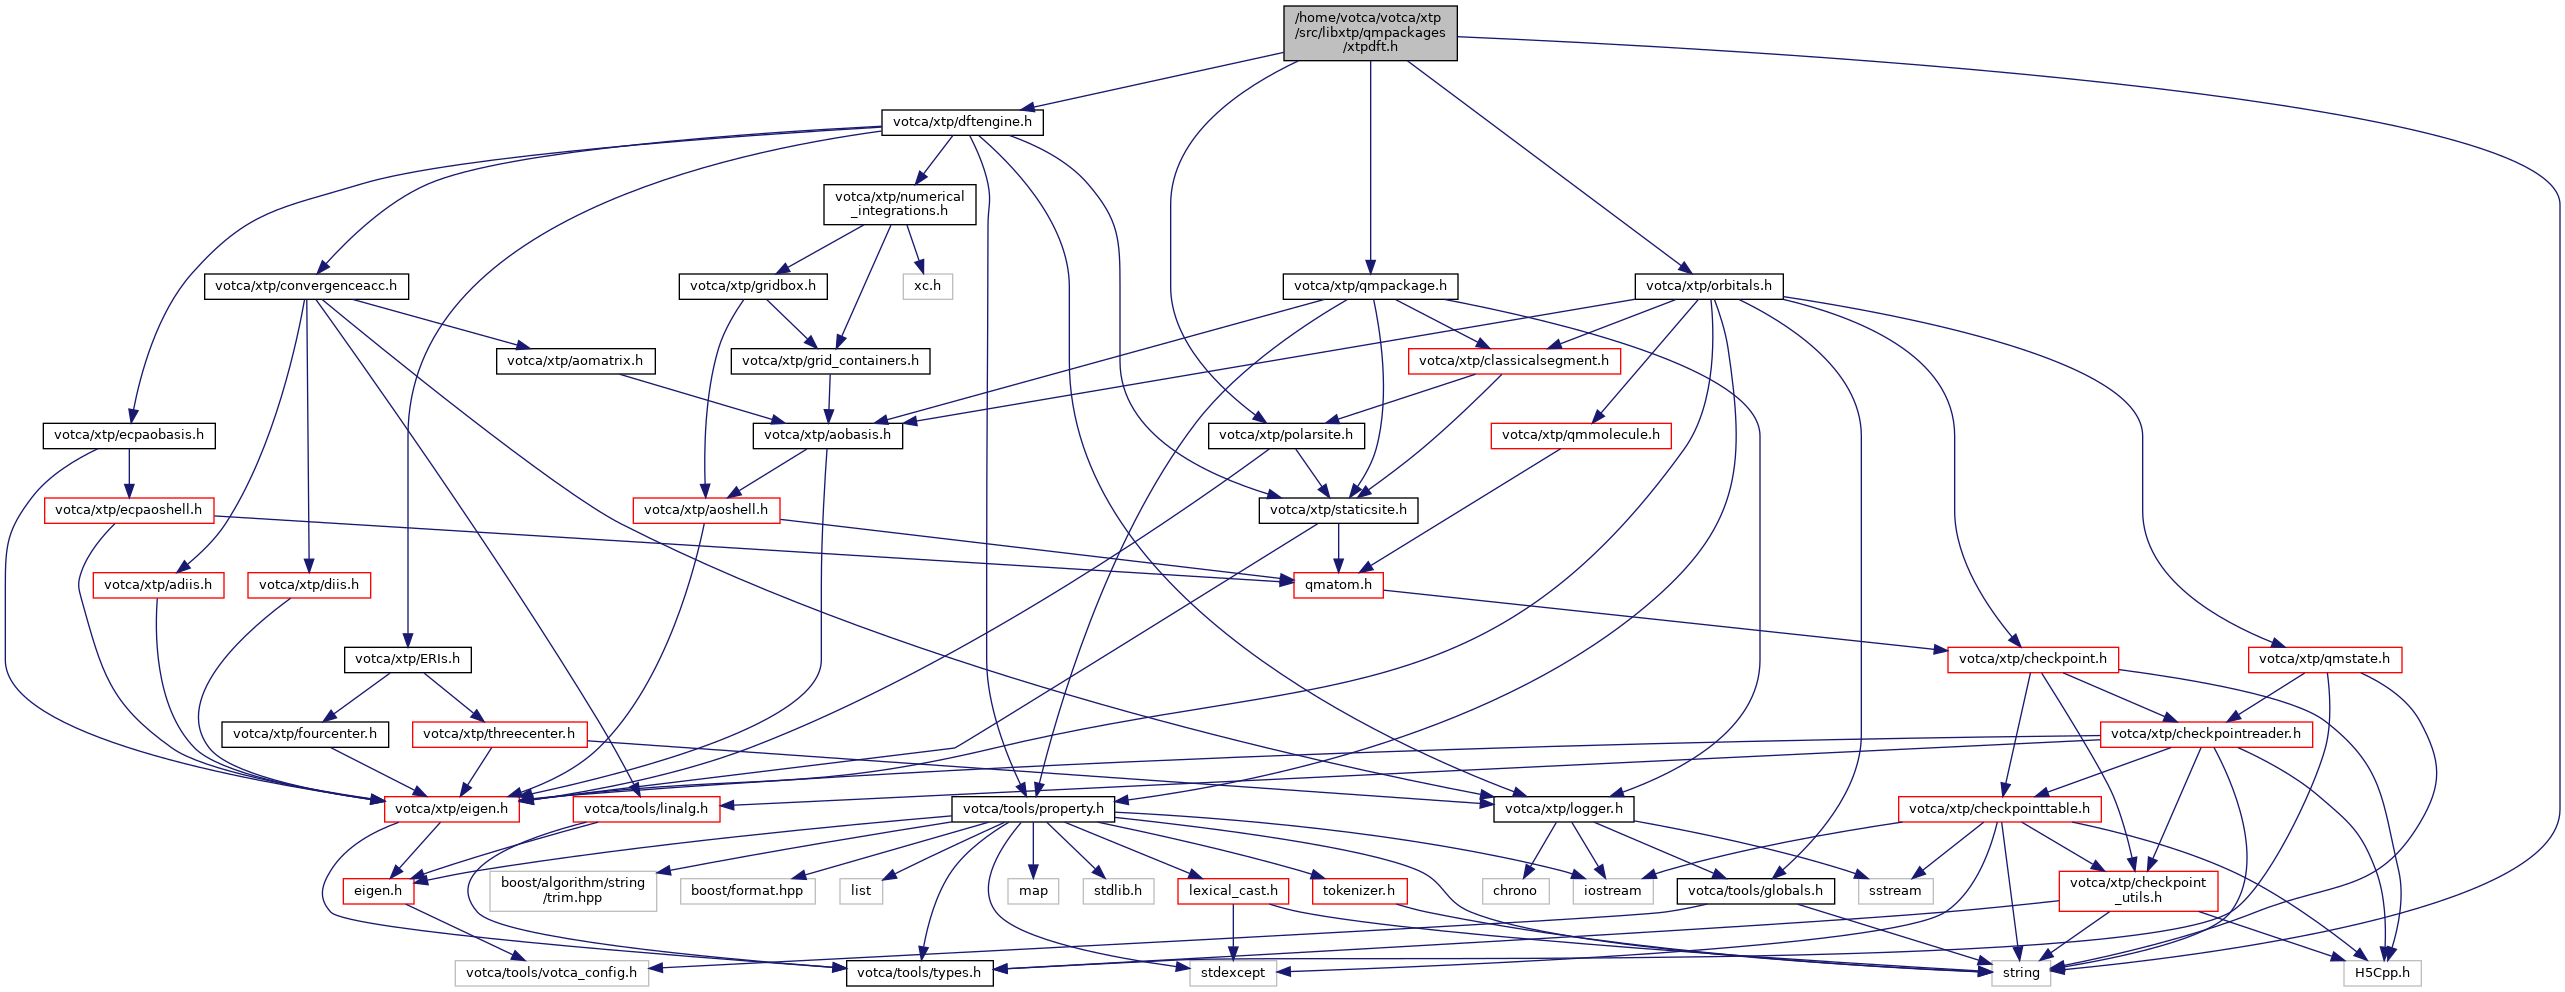 /home/votca/votca/xtp
/src/libxtp/qmpackages
/xtpdft.h
votca/xtp/dftengine.h
votca/xtp/numerical
_integrations.h
votca/xtp/convergenceacc.h
votca/xtp/gridbox.h
xc.h
votca/xtp/qmpackage.h
votca/xtp/orbitals.h
votca/xtp/aomatrix.h
votca/xtp/grid_containers.h
votca/xtp/classicalsegment.h
votca/xtp/ecpaobasis.h
votca/xtp/aobasis.h
votca/xtp/polarsite.h
votca/xtp/qmmolecule.h
votca/xtp/ecpaoshell.h
votca/xtp/aoshell.h
votca/xtp/staticsite.h
votca/xtp/adiis.h
votca/xtp/diis.h
qmatom.h
votca/xtp/ERIs.h
votca/xtp/checkpoint.h
votca/xtp/qmstate.h
votca/xtp/fourcenter.h
votca/xtp/threecenter.h
votca/xtp/checkpointreader.h
votca/xtp/eigen.h
votca/tools/linalg.h
votca/tools/property.h
votca/xtp/logger.h
votca/xtp/checkpointtable.h
eigen.h
boost/algorithm/string
/trim.hpp
boost/format.hpp
list
map
stdlib.h
lexical_cast.h
tokenizer.h
chrono
iostream
votca/tools/globals.h
sstream
votca/xtp/checkpoint
_utils.h
votca/tools/votca_config.h
votca/tools/types.h
stdexcept
string
H5Cpp.h